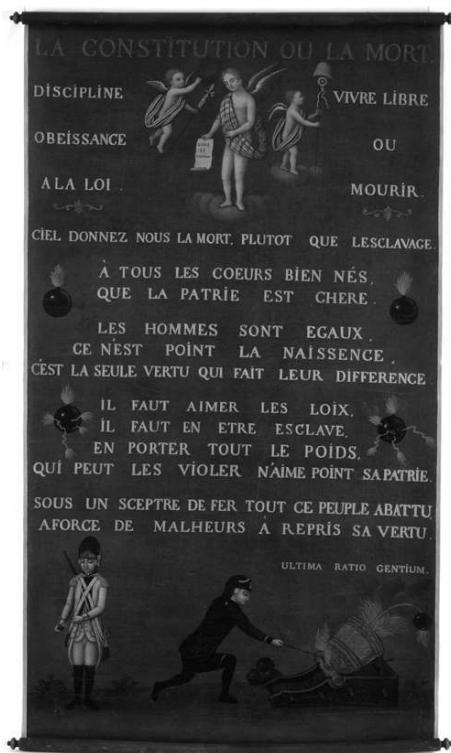 LA CONSTITUTION OU LA MORT.
DISCIPLINE
OBEISSANCE
A LA LOI.
VIVRE LIBRE
OU
MOURIR.
CIEL DONNEZ NOUS LA MORT, PLUTOT QUE LESCLAVAGE
À TOUS LES COEURS BIEN NÉS,
QUE LA PATRIE EST CHERE.
LES HOMMES SONT EGAUX.
CE NÉST POINT LA NAISSENCE,
CÉST LA SEULE VERTU QUI FAIT LEUR DIFFERENCE
IL FAUT AIMER LES LOIX,
IL FAUT EN ETRE ESCLAVE,
EN PORTER TOUT LE POIDS,
QUI PEUT LES VIOLER N'AIME POINT SA PATRIE.
SOUS UN SCEPTRE DE FER TOUT CE PEUPLE ABATTU,
AFORCE DE MALHEURS À REPRIS SA VERTU.
ULTIMA RATIO GENTIUM.